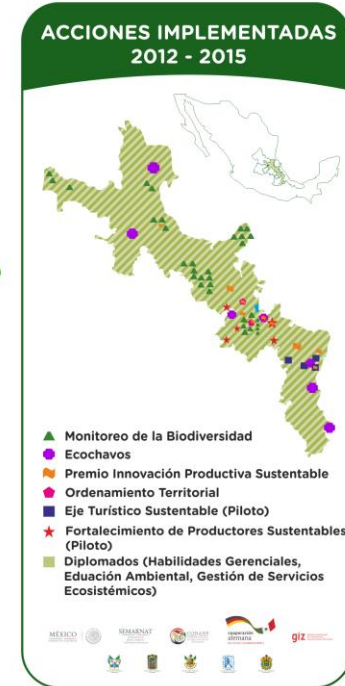 ACCIONES IMPLEMENTADAS
2012 - 2015
Monitoreo de la Biodiversidad
Ecochavos
Premio Innovación Productiva Sustentable
Ordenamiento Territorial
Eje Turístico Sustentable (Piloto)
Fortalecimiento de Productores Sustentables
(Piloto)
Diplomados (Habilidades Gerenciales,
Eduación Ambiental, Gestión de Servicios
Ecosistémicos)
MÉXICO
SEMARNAT
CONANP
cooperación
alemana
giz